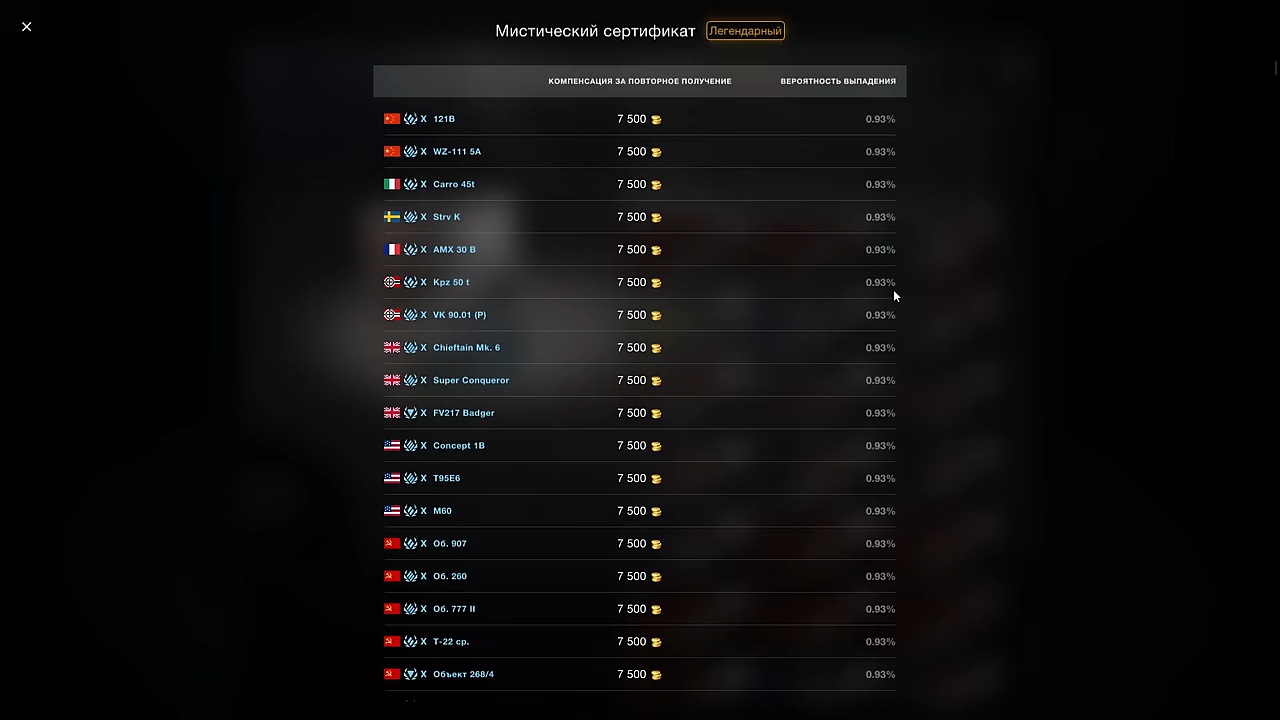 Мистический сертификат Легендарный
КОМПЕНСАЦИЯ ЗА ПОВТОРНОЕ ПОЛУЧЕНИЕ ВЕРОЯТНОСТЬ ВЫПАДЕНИЯ
X 121B 7 500 0.93%
X WZ-111 5A 7 500 0.93%
X Carro 45t 7 500 0.93%
X Strv K 7 500 0.93%
X AMX 30 B 7 500 0.93%
X Kpz 50 t 7 500 0.93%
X VK 90.01 (P) 7 500 0.93%
X Chieftain Mk. 6 7 500 0.93%
X Super Conqueror 7 500 0.93%
X FV217 Badger 7 500 0.93%
X Concept 1B 7 500 0.93%
X T95E6 7 500 0.93%
X M60 7 500 0.93%
X Об. 907 7 500 0.93%
X Об. 260 7 500 0.93%
X Об. 777 II 7 500 0.93%
X Т-22 ср. 7 500 0.93%
X Объект 268/4 7 500 0.93%